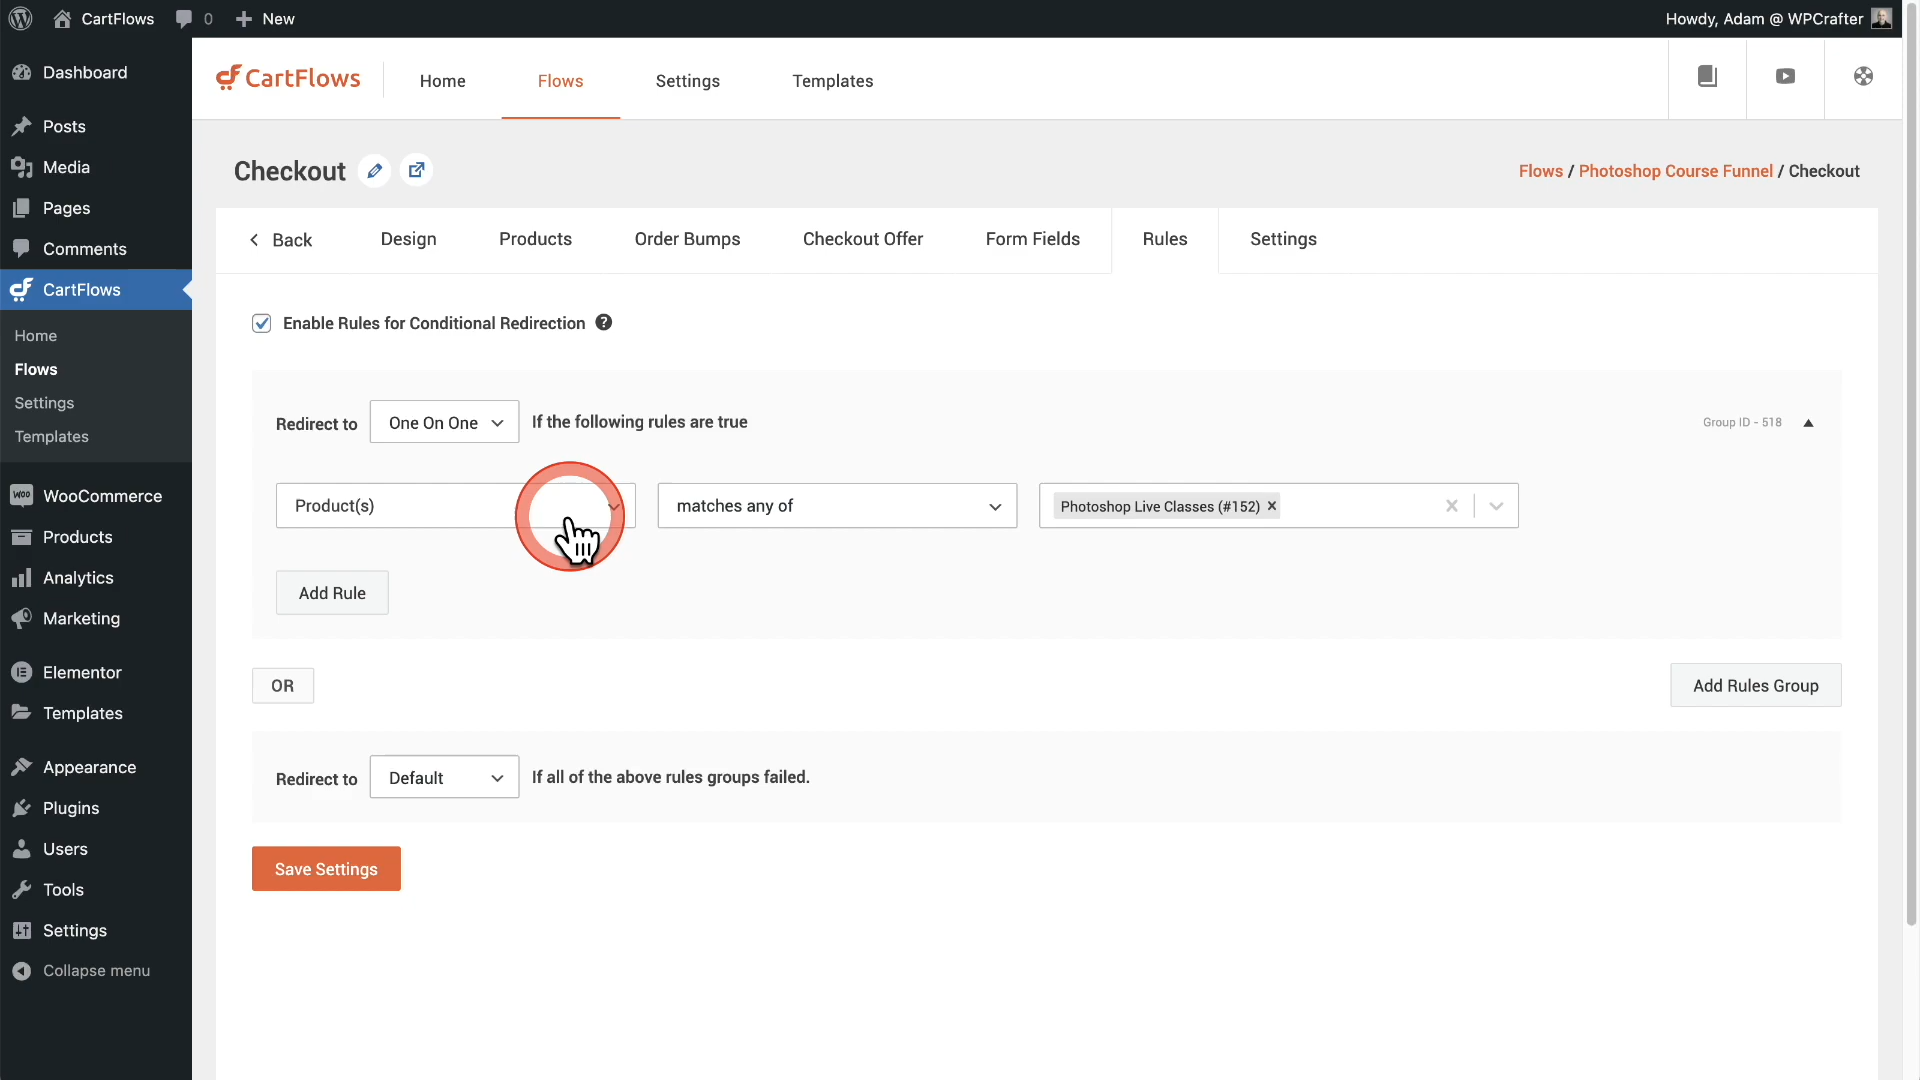 CartFlows
0
New
Howdy, Adam @ WPCrafter
Dashboard
Posts
Media
Pages
Comments
CartFlows
Home
Flows
Settings
Templates
WooCommerce
Products
Analytics
Marketing
Elementor
Templates
Appearance
Plugins
Users
Tools
Settings
Collapse menu
CartFlows
Home
Flows
Settings
Templates
Checkout
Flows / Photoshop Course Funnel / Checkout
Back
Design
Products
Order Bumps
Checkout Offer
Form Fields
Rules
Settings
Enable Rules for Conditional Redirection ?
Redirect to One On One If the following rules are true
Group ID - 518
Product(s)
matches any of
Photoshop Live Classes (#152) ×
Add Rule
OR
Add Rules Group
Redirect to Default If all of the above rules groups failed.
Save Settings